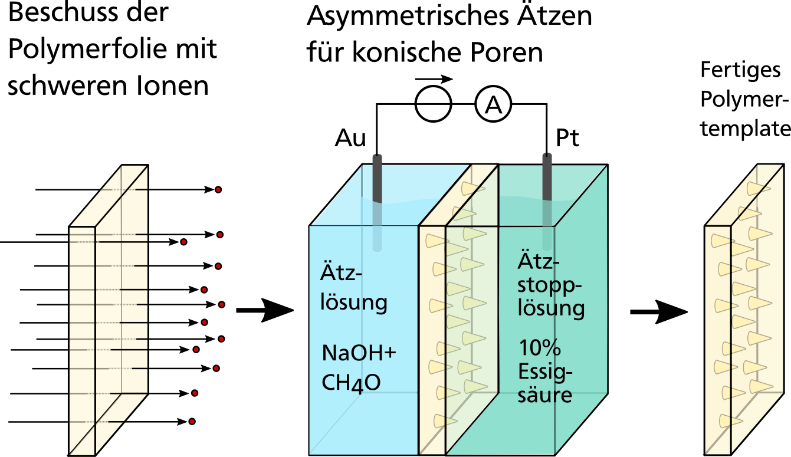 Beschuss der
Polymerfolie mit
schweren Ionen
Asymmetrisches Ätzen
für konische Poren
A
Au
Pt
Ätz-
lösung
NaOH+
CH4O
Ätz-
stopp-
lösung
10%
Essig-
säure
Fertiges
Polymer-
template